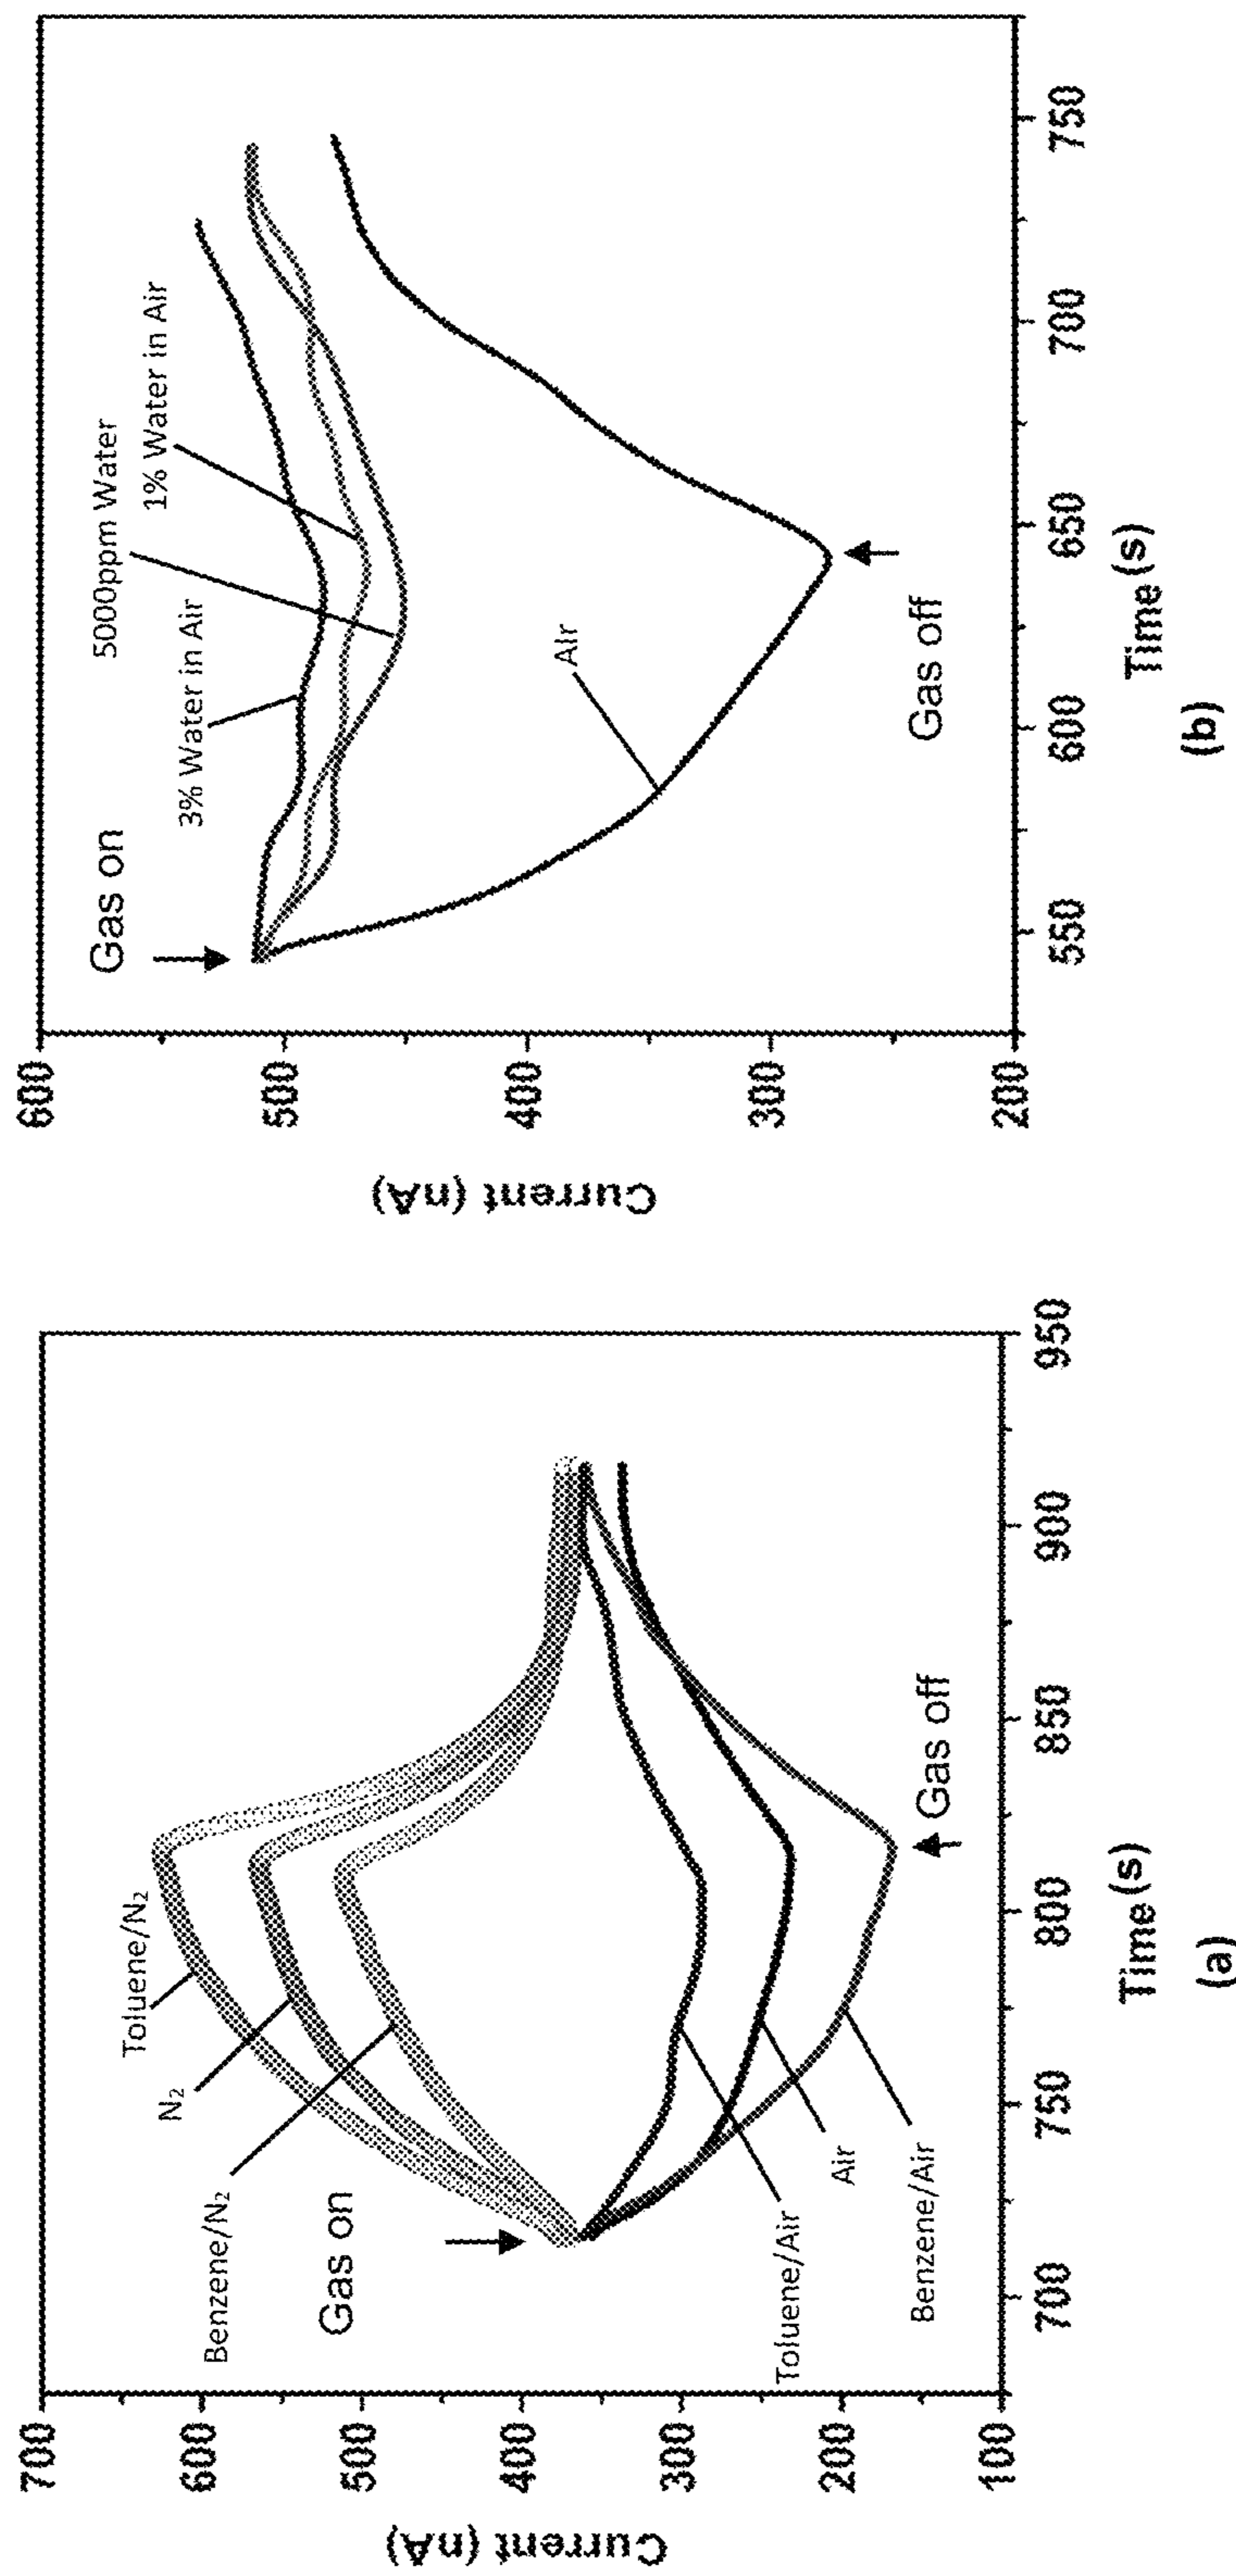 Current (nA)
700
600
500
400
300
200
100
Toluene/N₂
N₂
Benzene/N₂
Gas on
Toluene/Air
Air
Benzene/Air
Gas off
700
750
800
850
900
950
Time (s)
(a)
Current (nA)
600
500
400
300
200
Gas on
3% Water in Air
5000ppm Water
1% Water in Air
Air
Gas off
550
600
650
700
750
Time (s)
(b)